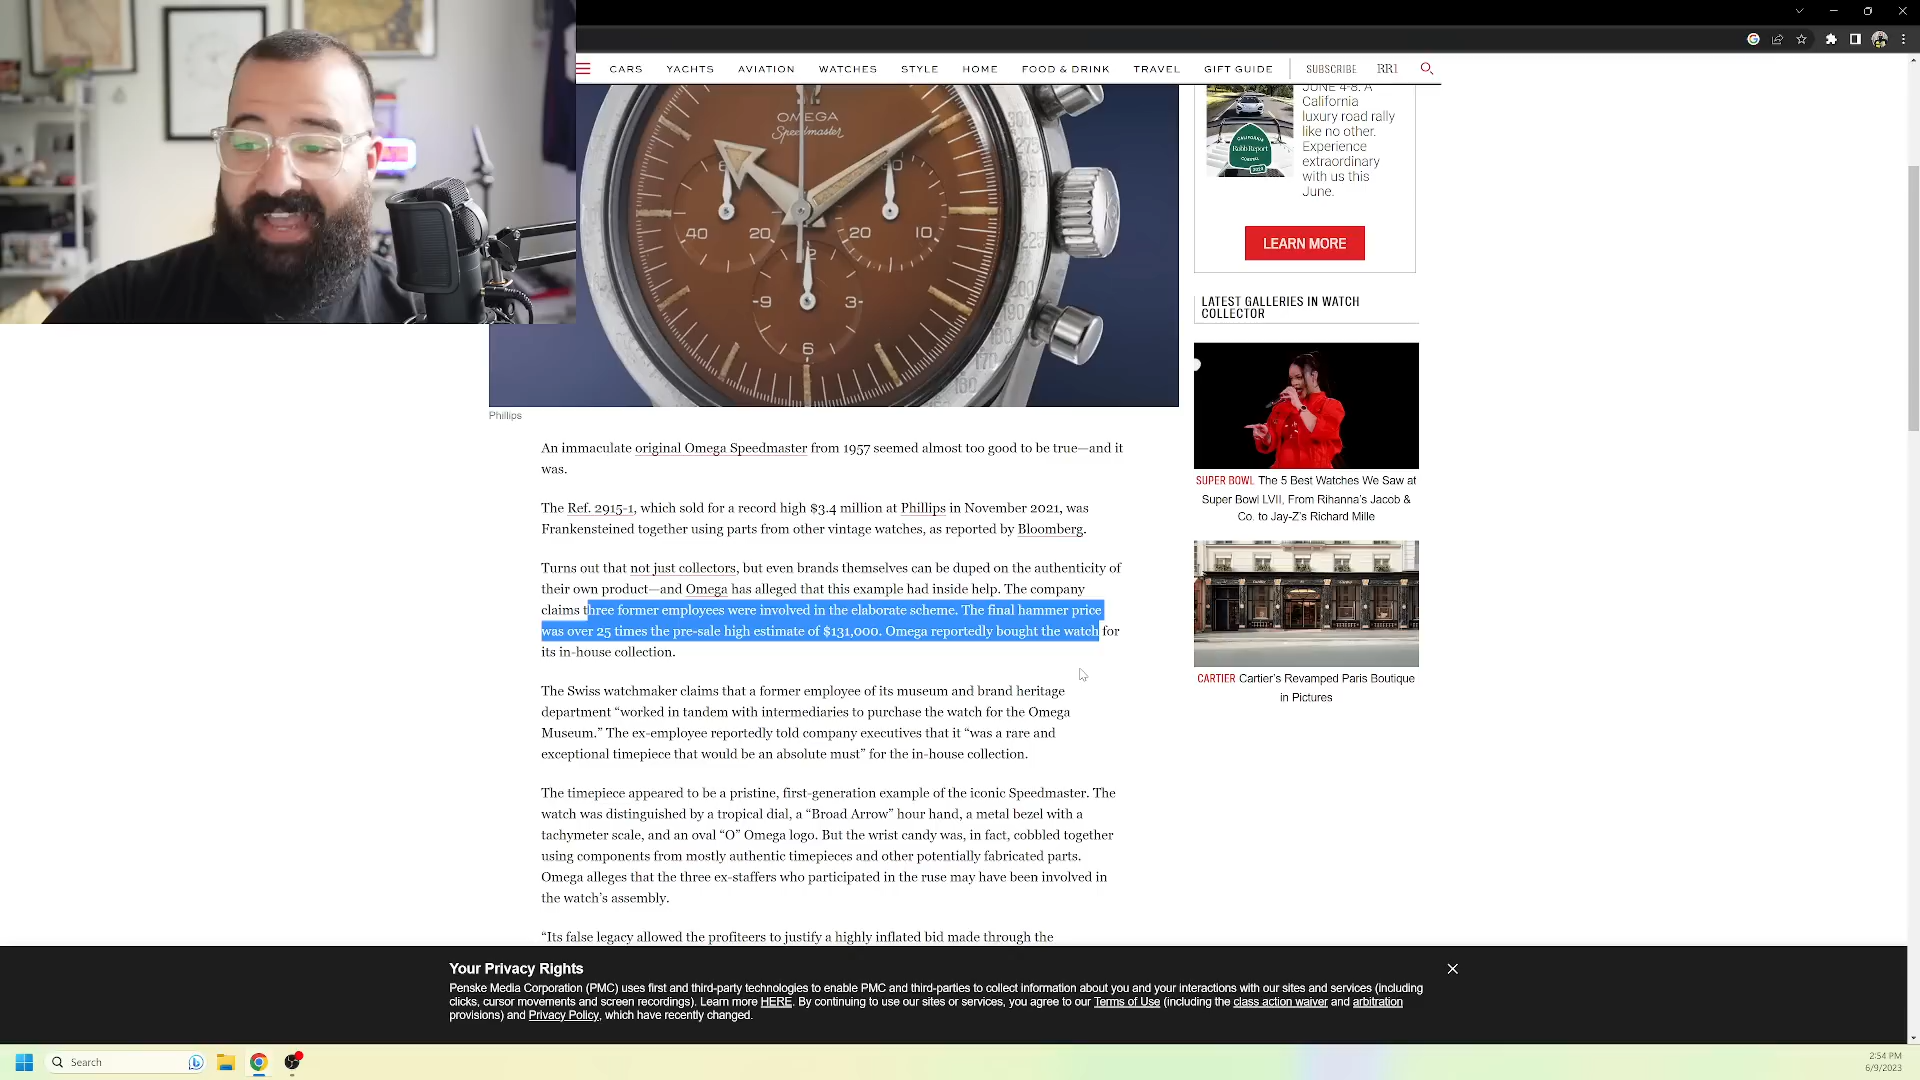 CARS YACHTS AVIATION WATCHES STYLE HOME FOOD & DRINK TRAVEL GIFT GUIDE SUBSCRIBE RR1
OMEGA
Speedmaster
6
30
40 20 20 10
12
-9 3-
6
300
225
170
160
Phillips
JUNE 4-8. A
California
luxury road rally
like no other.
Experience
extraordinary
with us this
June.
Robb Report
LEARN MORE
LATEST GALLERIES IN WATCH
COLLECTOR
SUPER BOWL The 5 Best Watches We Saw at
Super Bowl LVII, From Rihanna’s Jacob &
Co. to Jay-Z’s Richard Mille
CARTIER Cartier’s Revamped Paris Boutique
in Pictures
An immaculate original Omega Speedmaster from 1957 seemed almost too good to be true—and it
was.
The Ref. 2915-1, which sold for a record high $3.4 million at Phillips in November 2021, was
Frankensteined together using parts from other vintage watches, as reported by Bloomberg.
Turns out that not just collectors, but even brands themselves can be duped on the authenticity of
their own product—and Omega has alleged that this example had inside help. The company
claims three former employees were involved in the elaborate scheme. The final hammer price
was over 25 times the pre-sale high estimate of $131,000. Omega reportedly bought the watch for
its in-house collection.
The Swiss watchmaker claims that a former employee of its museum and brand heritage
department “worked in tandem with intermediaries to purchase the watch for the Omega
Museum.” The ex-employee reportedly told company executives that it “was a rare and
exceptional timepiece that would be an absolute must” for the in-house collection.
The timepiece appeared to be a pristine, first-generation example of the iconic Speedmaster. The
watch was distinguished by a tropical dial, a “Broad Arrow” hour hand, a metal bezel with a
tachymeter scale, and an oval “O” Omega logo. But the wrist candy was, in fact, cobbled together
using components from mostly authentic timepieces and other potentially fabricated parts.
Omega alleges that the three ex-staffers who participated in the ruse may have been involved in
the watch’s assembly.
“Its false legacy allowed the profiteers to justify a highly inflated bid made through the
Your Privacy Rights
Penske Media Corporation (PMC) uses first and third-party technologies to enable PMC and third-parties to collect information about you and your interactions with our sites and services (including
clicks, cursor movements and screen recordings). Learn more HERE. By continuing to use our sites or services, you agree to our Terms of Use (including the class action waiver and arbitration
provisions) and Privacy Policy, which have recently changed.
Search
2:54 PM
6/9/2023